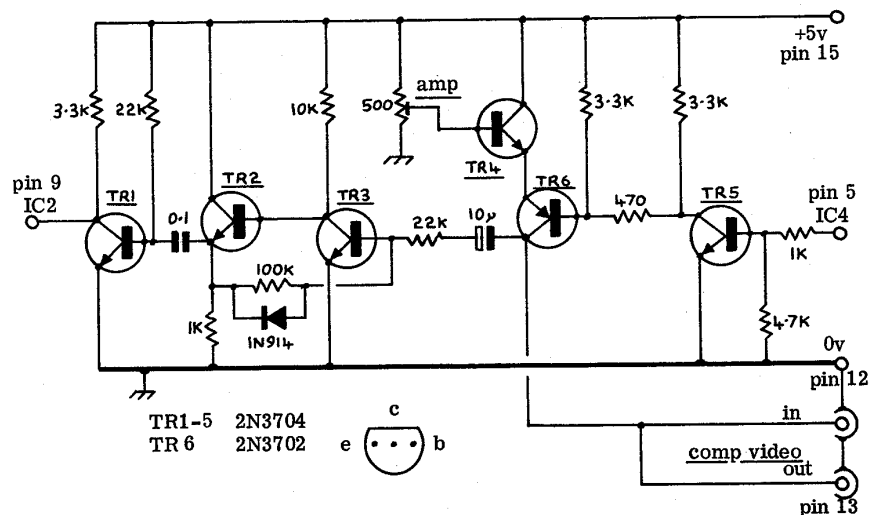 +5v
pin 15
amp
3.3K
22K
10K
500
3.3K
3.3K
TR4
pin 9
IC2
TR1
TR2
TR3
TR6
TR5
pin 5
IC4
0.1
22K
10µ
470
1K
100K
1K
1N914
4.7K
0v
pin 12
TR1-5 2N3704
TR 6 2N3702
c
e
b
in
comp video
out
pin 13